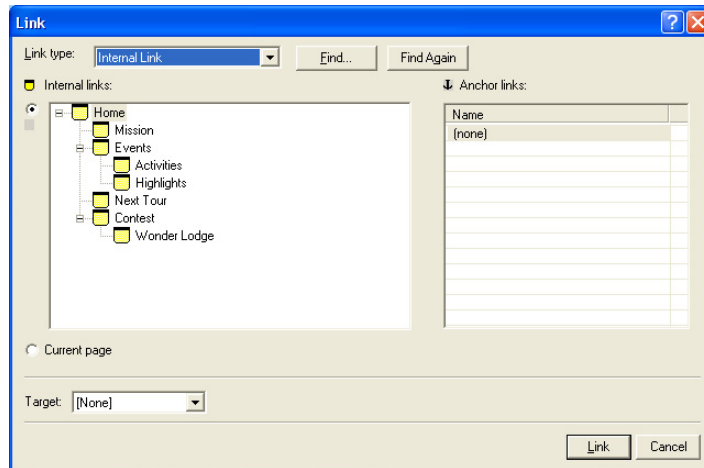 Link
Link type: Internal Link Find... Find Again
Internal links: Anchor links:
Home
Mission
Events
Activities
Highlights
Next Tour
Contest
Wonder Lodge
Name
(none)
Current page
Target: [None]
Link Cancel